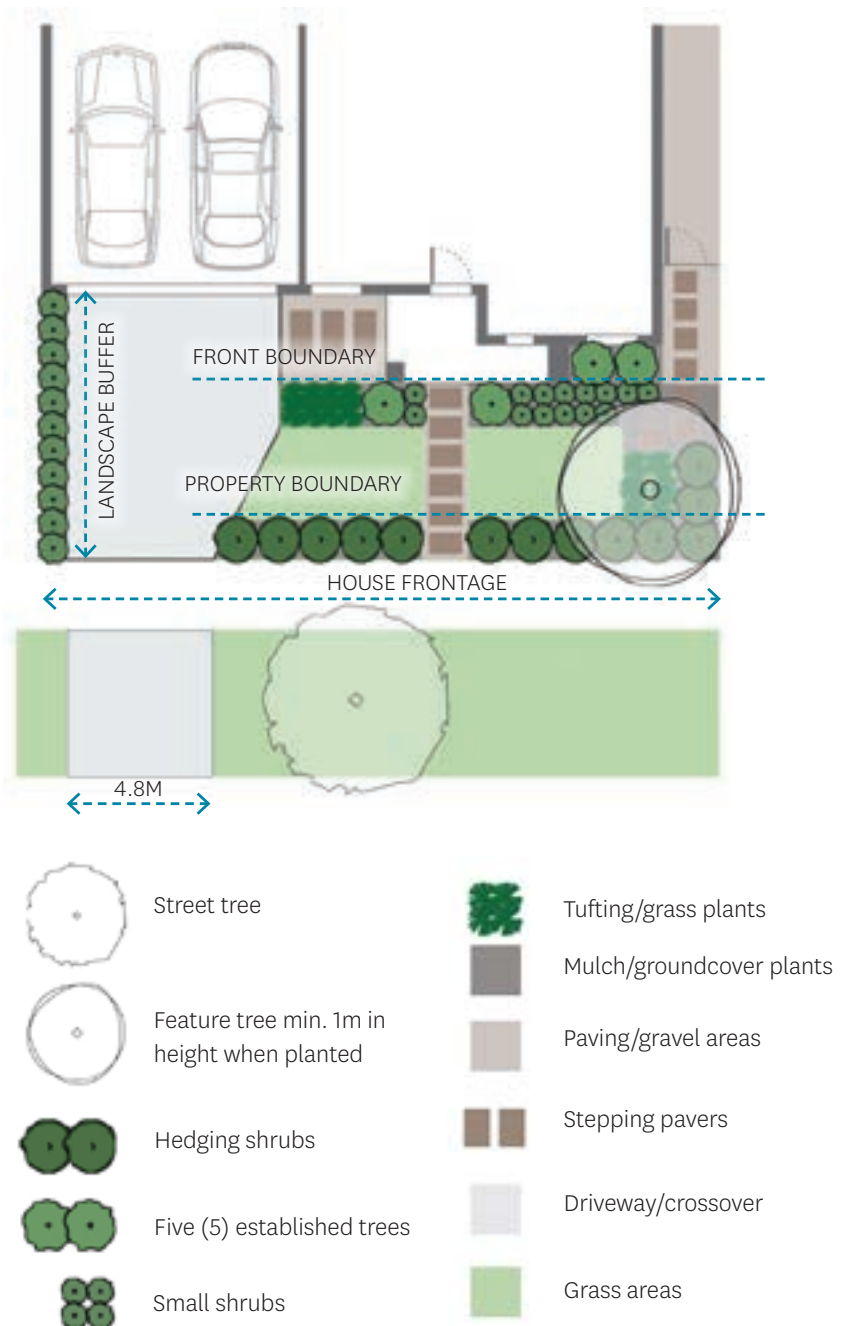 FRONT BOUNDARY
LANDSCAPE BUFFER
PROPERTY BOUNDARY
HOUSE FRONTAGE
4.8M
Street tree
Feature tree min. 1m in
height when planted
Hedging shrubs
Five (5) established trees
Small shrubs
Tufting/grass plants
Mulch/groundcover plants
Paving/gravel areas
Stepping pavers
Driveway/crossover
Grass areas